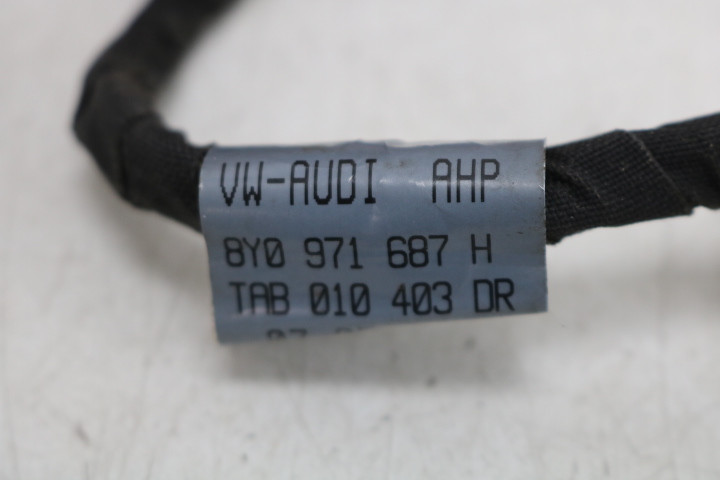 VW-AUDI AHP
8Y0 971 687 H
TAB 010 403 DR